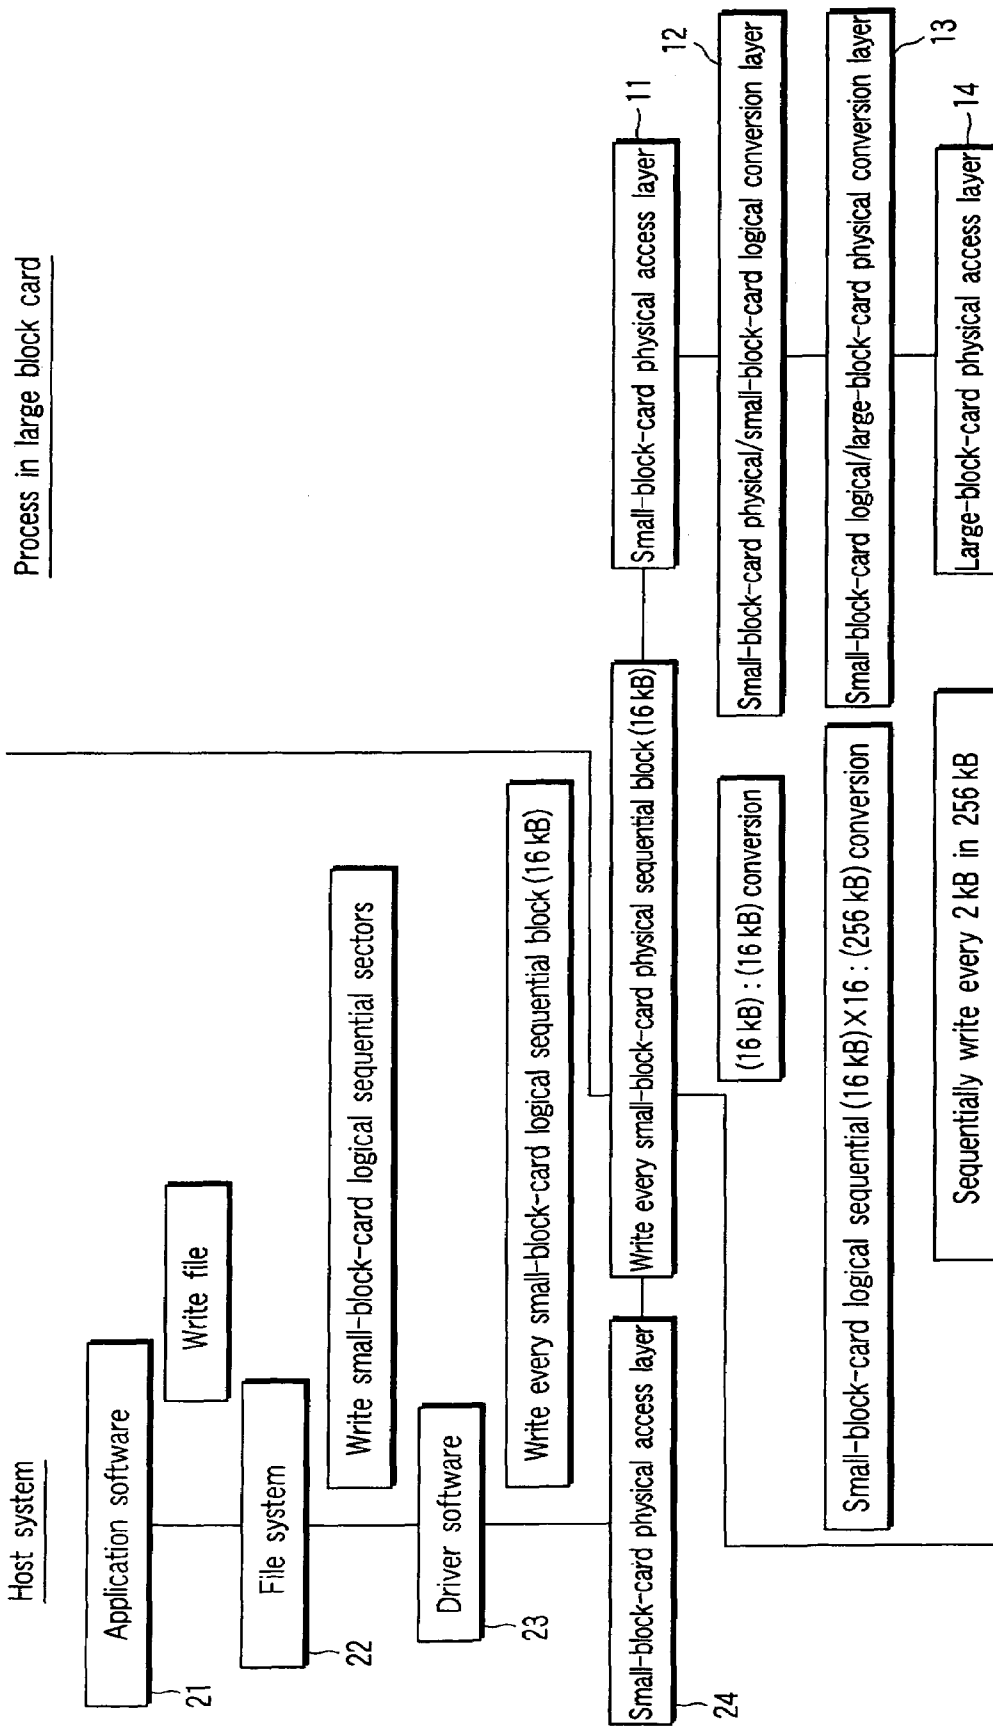 Host system
Process in large block card
Application software
21
Write file
File system
22
Write small-block-card logical sequential sectors
Driver software
23
Write every small-block-card logical sequential block (16 kB)
Small-block-card physical access layer
24
Write every small-block-card physical sequential block (16 kB)
Small-block-card physical access layer
11
(16 kB) : (16 kB) conversion
Small-block-card physical/small-block-card logical conversion layer
12
Small-block-card logical sequential (16 kB) X 16 : (256 kB) conversion
Small-block-card logical/large-block-card physical conversion layer
13
Sequentially write every 2 kB in 256 kB
Large-block-card physical access layer
14